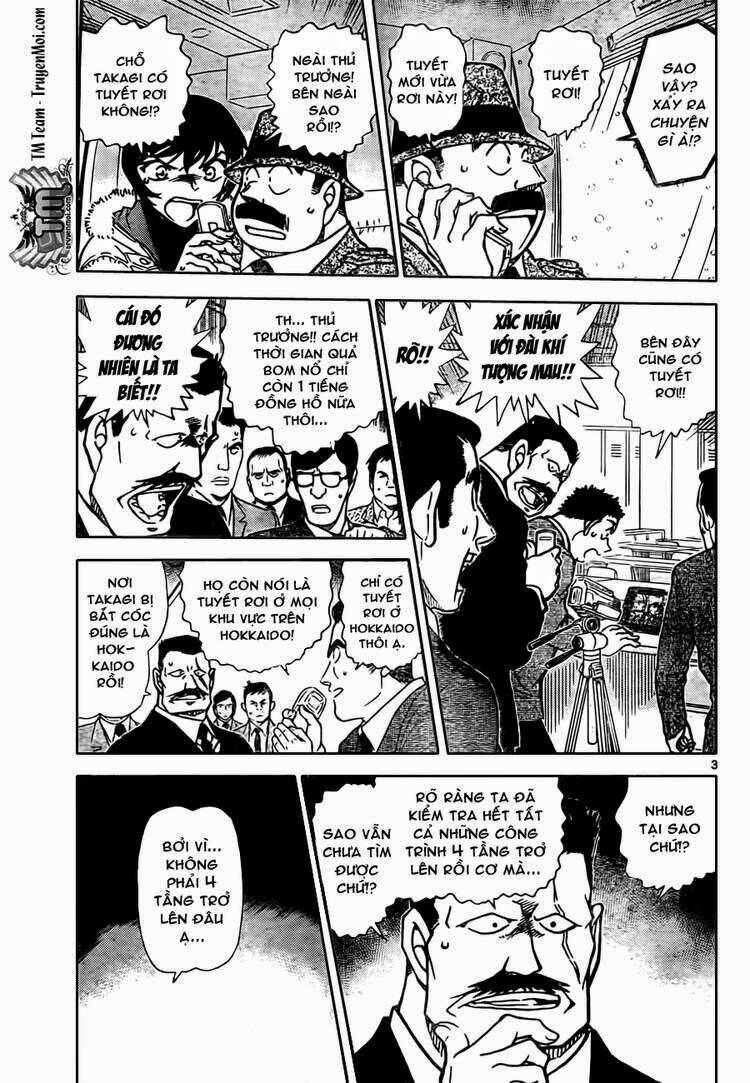 SAO
VẬY?
XẢY RA
CHUYỆN
GÌ À!?
TUYẾT
RƠI!
TUYẾT
MỚI VỪA
RƠI NÀY!
NGÀI THỦ
TRƯỞNG!
BÊN NGÀI
SAO
RỒI!?
CHỖ
TAKAGI CÓ
TUYẾT RƠI
KHÔNG!?
BÊN ĐÂY
CŨNG CÓ
TUYẾT
RƠI!!
XÁC NHẬN
VỚI ĐÀI KHÍ
TƯỢNG MAU!!
RÕ!!
TH... THỦ
TRƯỞNG!! CÁCH
THỜI GIAN QUẢ
BOM NỔ CHỈ
CÒN 1 TIẾNG
ĐỒNG HỒ NỮA
THÔI...
CÁI ĐÓ
ĐƯƠNG
NHIÊN LÀ TA
BIẾT!!
CHỈ CÓ
TUYẾT
RƠI Ở
HOKKAIDO
THÔI Ạ.
HỌ CÒN NÓI LÀ
TUYẾT RƠI Ở MỌI
KHU VỰC TRÊN
HOKKAIDO!
NƠI
TAKAGI BỊ
BẮT CÓC
ĐÚNG LÀ
HOK-
KAIDO
RỒI!
3
NHƯNG
TẠI SAO
CHỨ!?
RÕ RÀNG TA ĐÃ
KIỂM TRA HẾT TẤT
CẢ NHỮNG CÔNG
TRÌNH 4 TẦNG TRỞ
LÊN RỒI CƠ MÀ...
SAO VẪN
CHƯA TÌM
ĐƯỢC
CHỨ!?
BỞI VÌ...
KHÔNG
PHẢI 4
TẦNG TRỞ
LÊN ĐÂU
Ạ...
TM Team - TruyenMoi.com
TM
truyenmoi.com